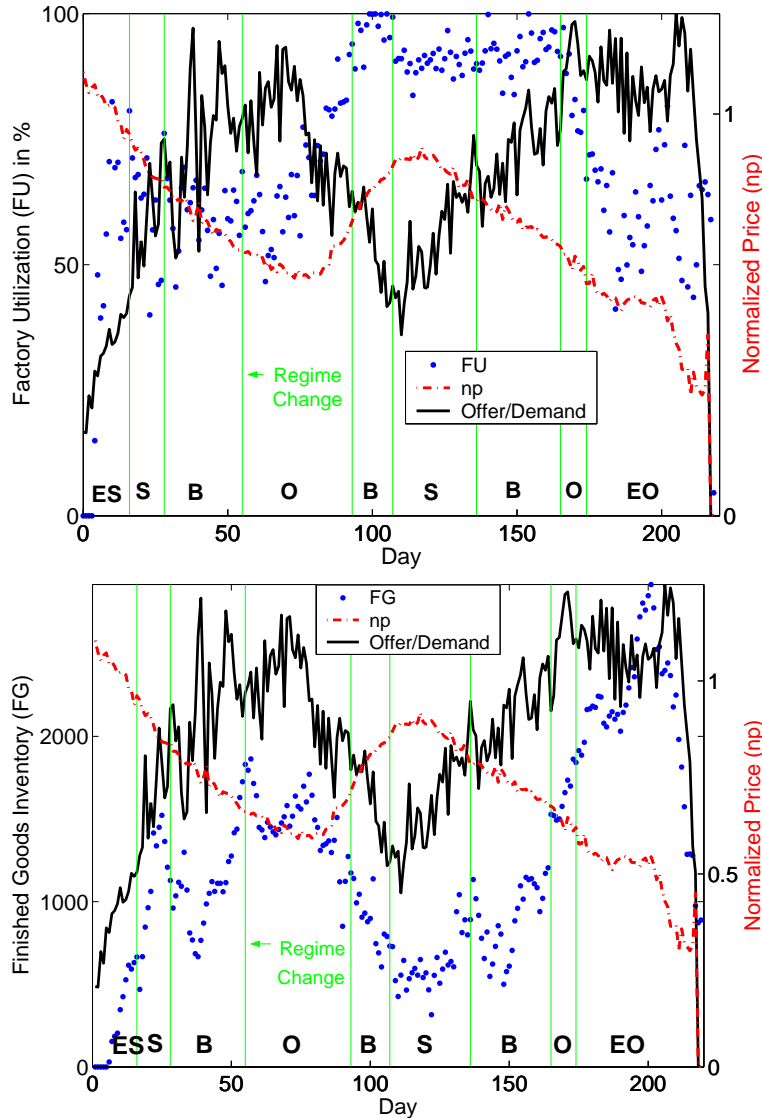 100
50
0
Factory Utilization (FU) in %
1
0
Normalized Price (np)
FU
np
Offer/Demand
Regime
Change
ES S B O B S B O EO
0 50 100 150 200
Day
FG
np
Offer/Demand
2000
1000
0
Finished Goods Inventory (FG)
1
0.5
0
Normalized Price (np)
Regime
Change
ES S B O B S B O EO
0 50 100 150 200
Day